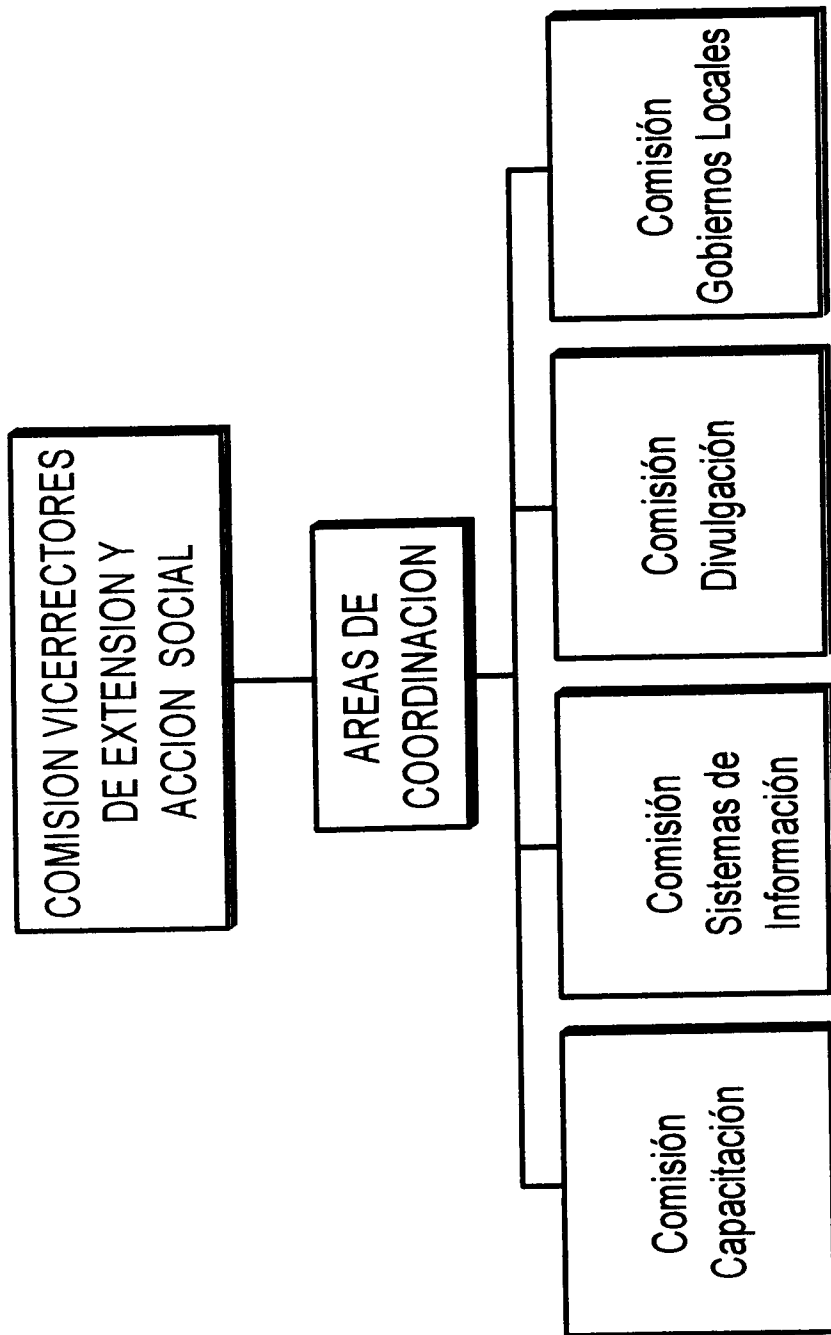 COMISION VICERRECTORES
DE EXTENSION Y
ACCION SOCIAL
AREAS DE
COORDINACION
Comisión
Capacitación
Comisión
Sistemas de
Información
Comisión
Divulgación
Comisión
Gobiernos Locales